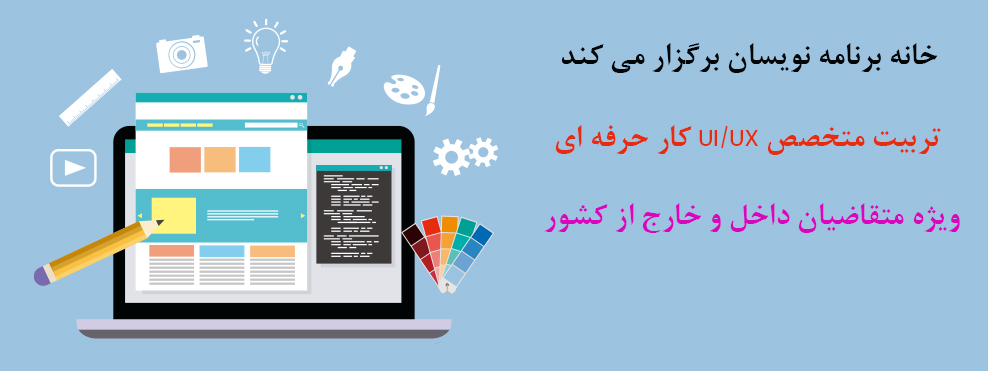 خانه برنامه نویسان برگزار می کند
تربیت متخصص UI/UX کار حرفه ای
ویژه متقاضیان داخل و خارج از کشور